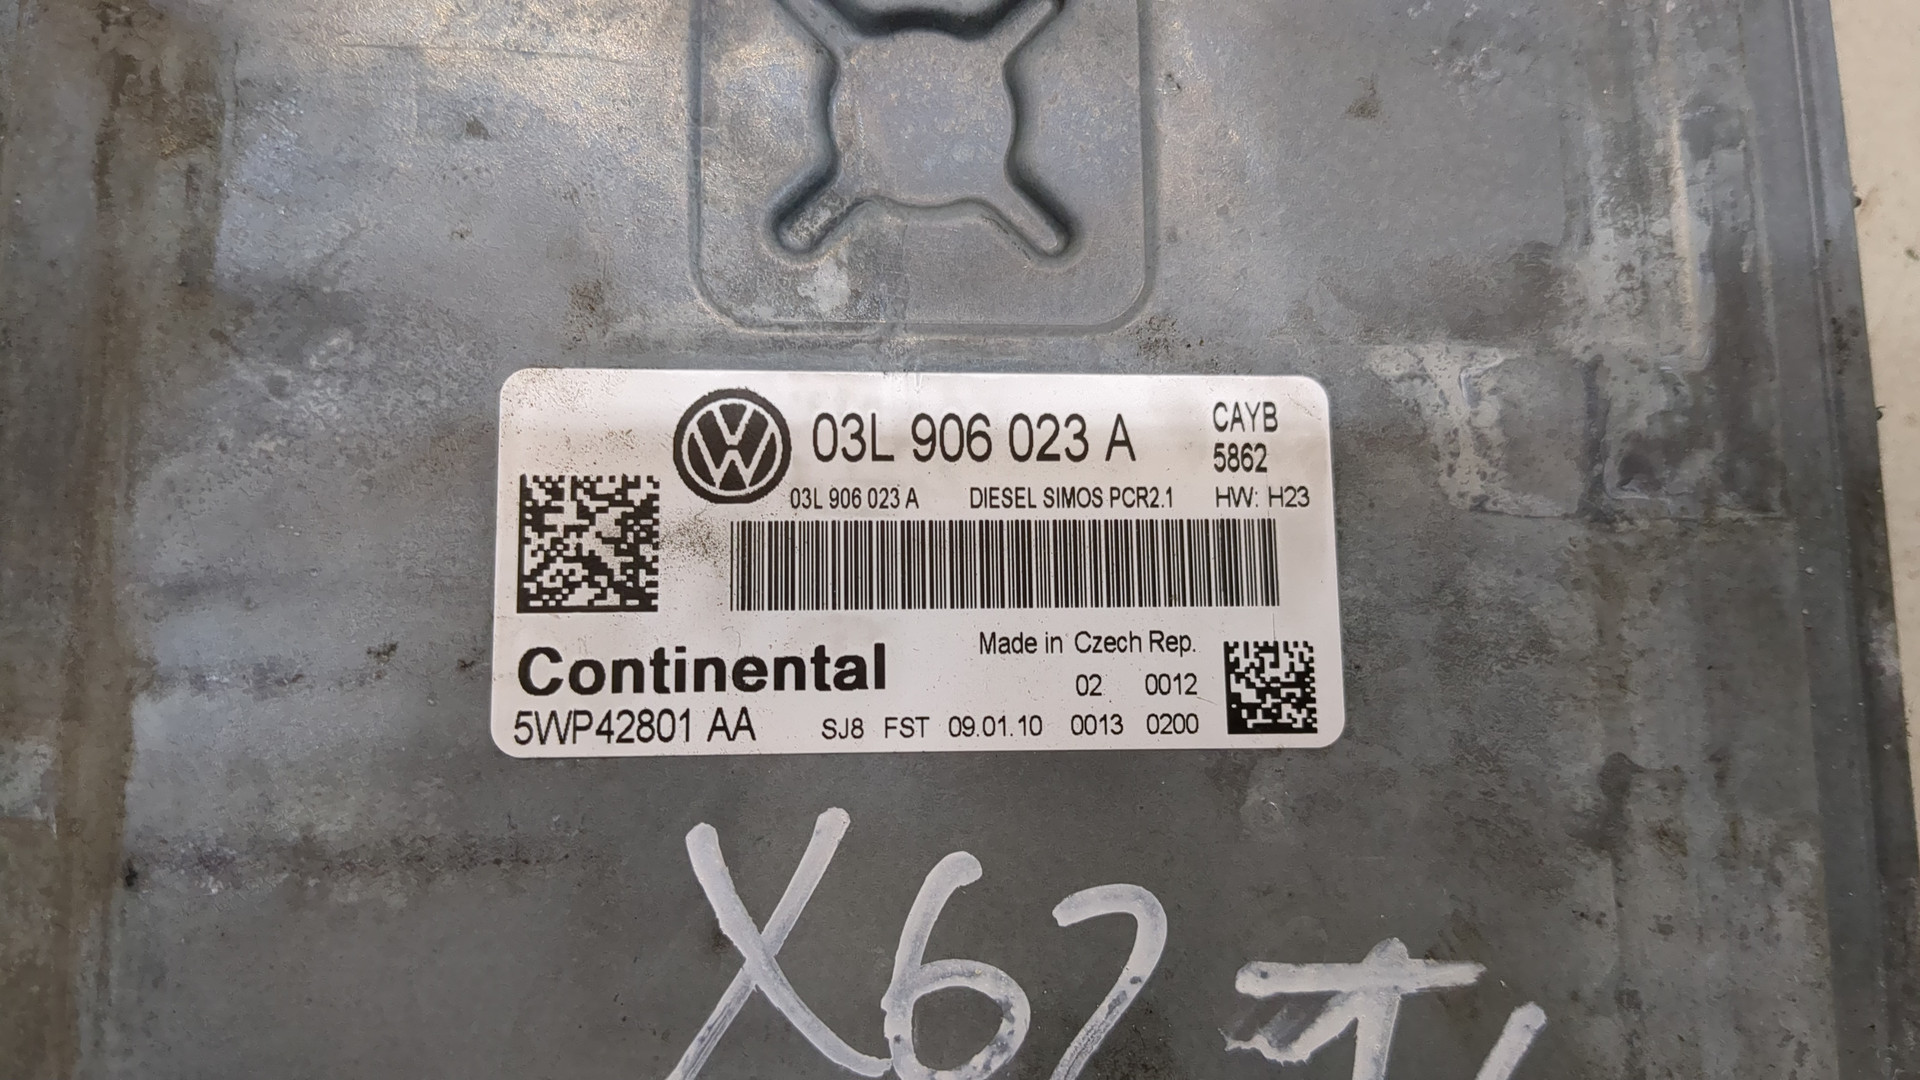 03L 906 023 A
CAYB
5862
03L 906 023 A DIESEL SIMOS PCR2.1 HW: H23
Made in Czech Rep.
Continental
02 0012
5WP42801 AA SJ8 FST 09.01.10 0013 0200